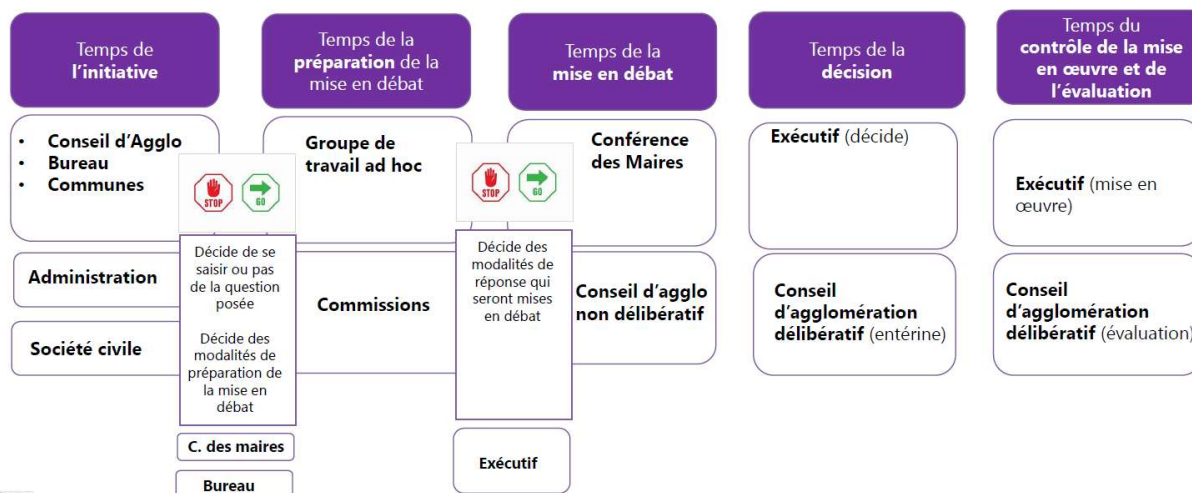 Temps de
l'initiative
Temps de la
préparation de la
mise en débat
Temps de la
mise en débat
Temps de la
décision
Temps du
contrôle de la mise
en œuvre et de
l'évaluation
• Conseil d'Agglo
• Bureau
• Communes
Administration
Société civile
STOP
GO
Décide de se
saisir ou pas
de la question
posée
Décide des
modalités de
préparation de
la mise en
débat
C. des maires
Bureau
Groupe de
travail ad hoc
Commissions
STOP
GO
Décide des
modalités de
réponse qui
seront mises
en débat
Exécutif
Conférence
des Maires
Conseil d'agglo
non délibératif
Exécutif (décide)
Conseil
d'agglomération
délibératif (entérine)
Exécutif (mise en
œuvre)
Conseil
d'agglomération
délibératif (évaluation)